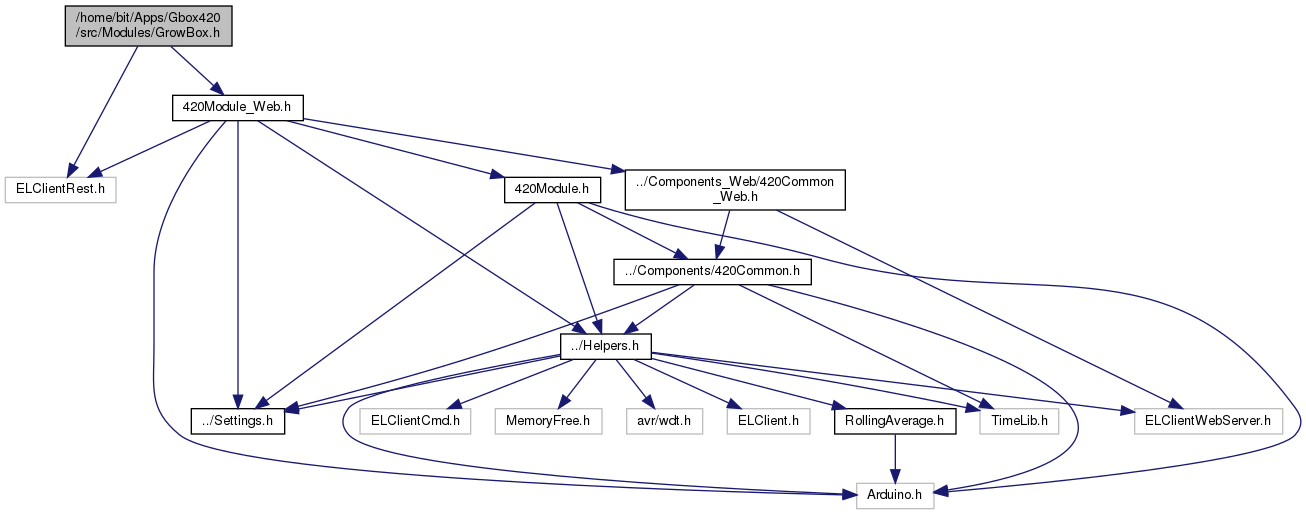 /home/bit/Apps/Gbox420
/src/Modules/GrowBox.h
420Module_Web.h
ELClientRest.h
420Module.h
../Components_Web/420Common
_Web.h
../Components/420Common.h
../Helpers.h
../Settings.h
ELClientCmd.h
MemoryFree.h
avr/wdt.h
ELClient.h
RollingAverage.h
TimeLib.h
ELClientWebServer.h
Arduino.h